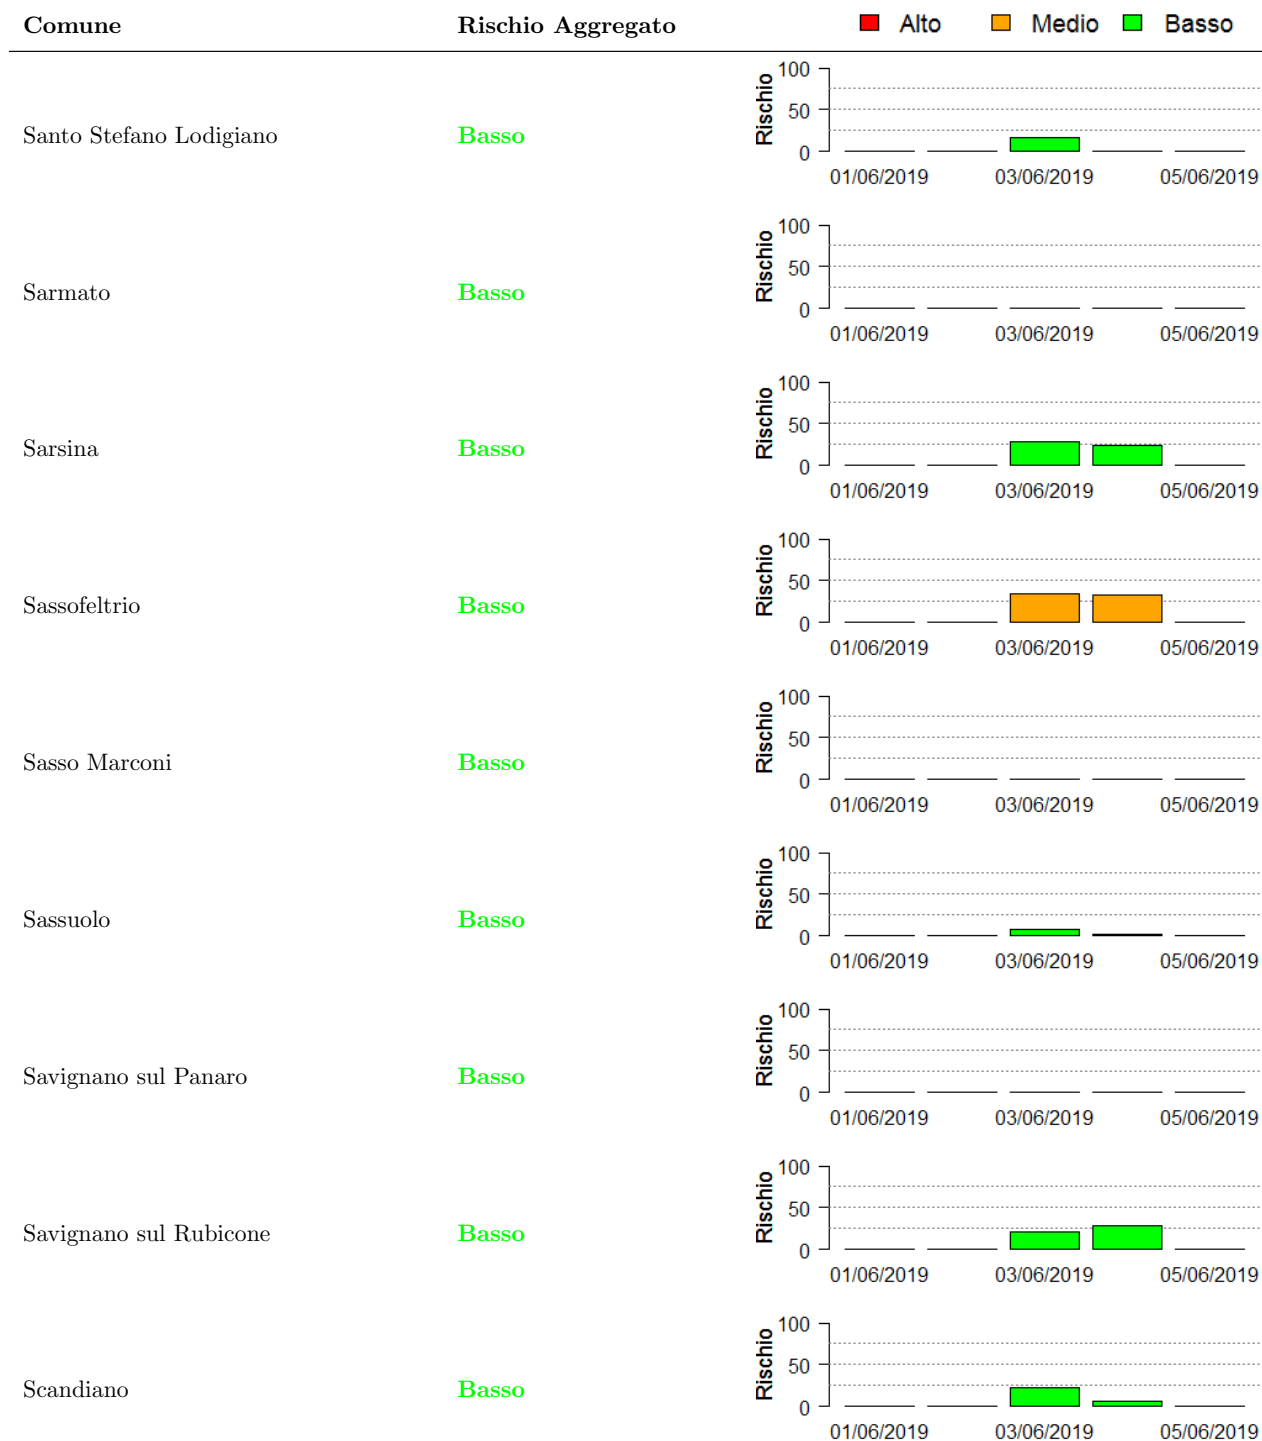 Comune Rischio Aggregato Alto Medio Basso
100
50
0
Rischio
Santo Stefano Lodigiano Basso
01/06/2019 03/06/2019 05/06/2019
100
50
0
Rischio
Sarmato Basso
01/06/2019 03/06/2019 05/06/2019
100
50
0
Rischio
Sarsina Basso
01/06/2019 03/06/2019 05/06/2019
100
50
0
Rischio
Sassofeltrio Basso
01/06/2019 03/06/2019 05/06/2019
100
50
0
Rischio
Sasso Marconi Basso
01/06/2019 03/06/2019 05/06/2019
100
50
0
Rischio
Sassuolo Basso
01/06/2019 03/06/2019 05/06/2019
100
50
0
Rischio
Savignano sul Panaro Basso
01/06/2019 03/06/2019 05/06/2019
100
50
0
Rischio
Savignano sul Rubicone Basso
01/06/2019 03/06/2019 05/06/2019
100
50
0
Rischio
Scandiano Basso
01/06/2019 03/06/2019 05/06/2019